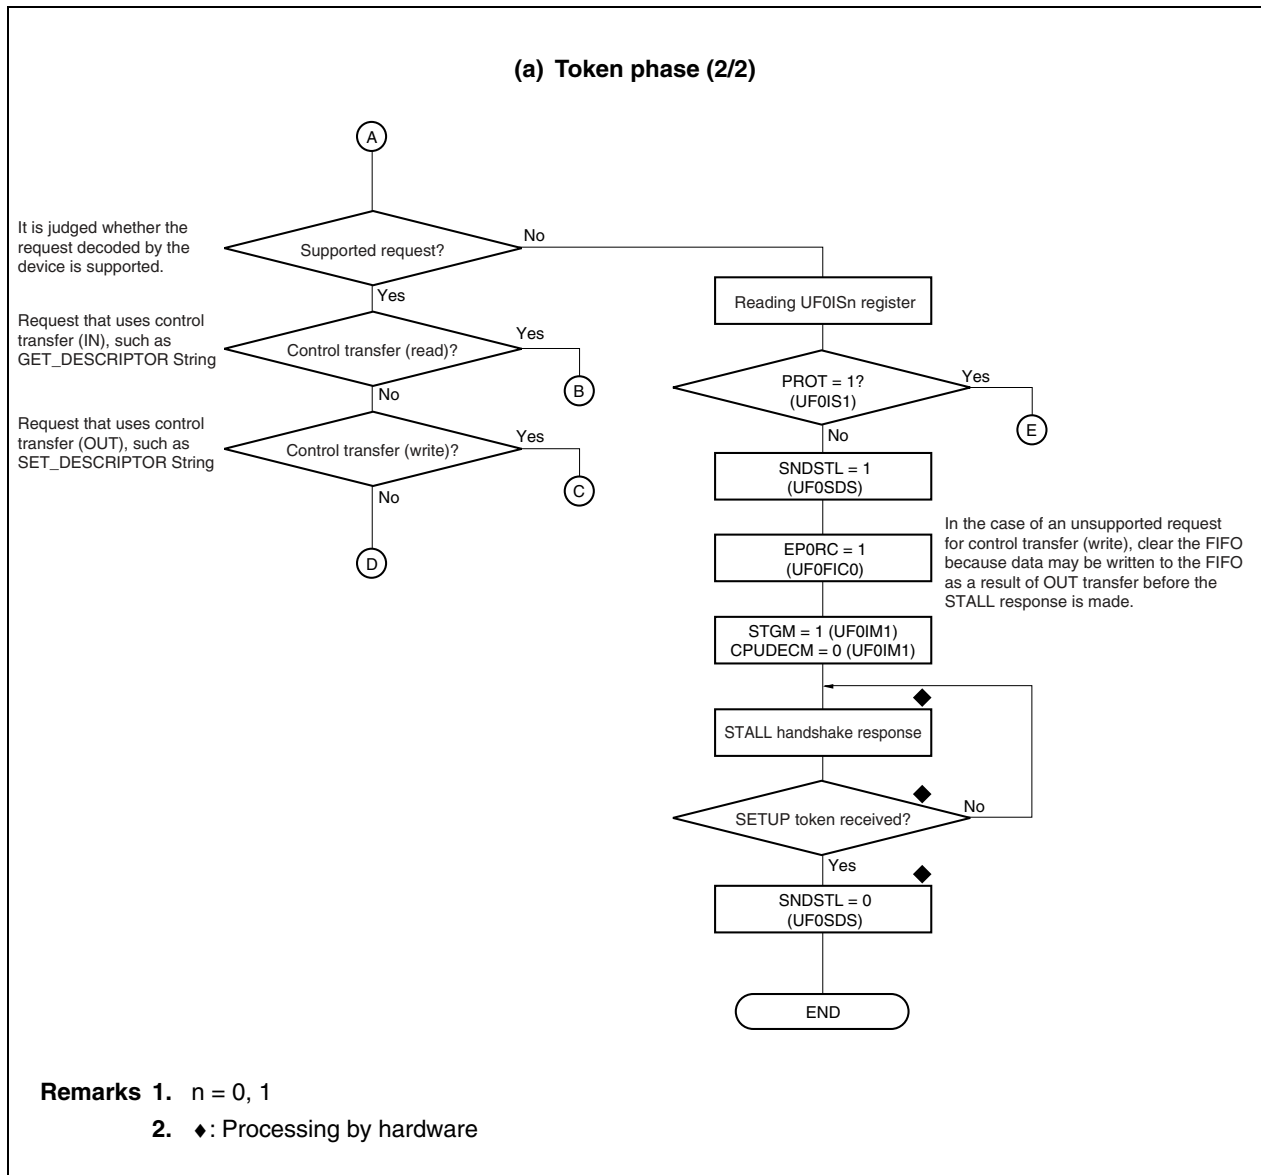 (a) Token phase (2/2)
A
It is judged whether the
request decoded by the
device is supported.
Supported request?
No
Yes
Reading UF0ISn register
Request that uses control
transfer (IN), such as
GET_DESCRIPTOR String
Control transfer (read)?
Yes
B
No
PROT = 1?
(UF0IS1)
Yes
E
No
Request that uses control
transfer (OUT), such as
SET_DESCRIPTOR String
Control transfer (write)?
Yes
C
No
D
SNDSTL = 1
(UF0SDS)
EP0RC = 1
(UF0FIC0)
In the case of an unsupported request
for control transfer (write), clear the FIFO
because data may be written to the FIFO
as a result of OUT transfer before the
STALL response is made.
STGM = 1 (UF0IM1)
CPUDECM = 0 (UF0IM1)
◆
STALL handshake response
◆
SETUP token received?
No
Yes
◆
SNDSTL = 0
(UF0SDS)
END
Remarks 1. n = 0, 1
2. ◆: Processing by hardware